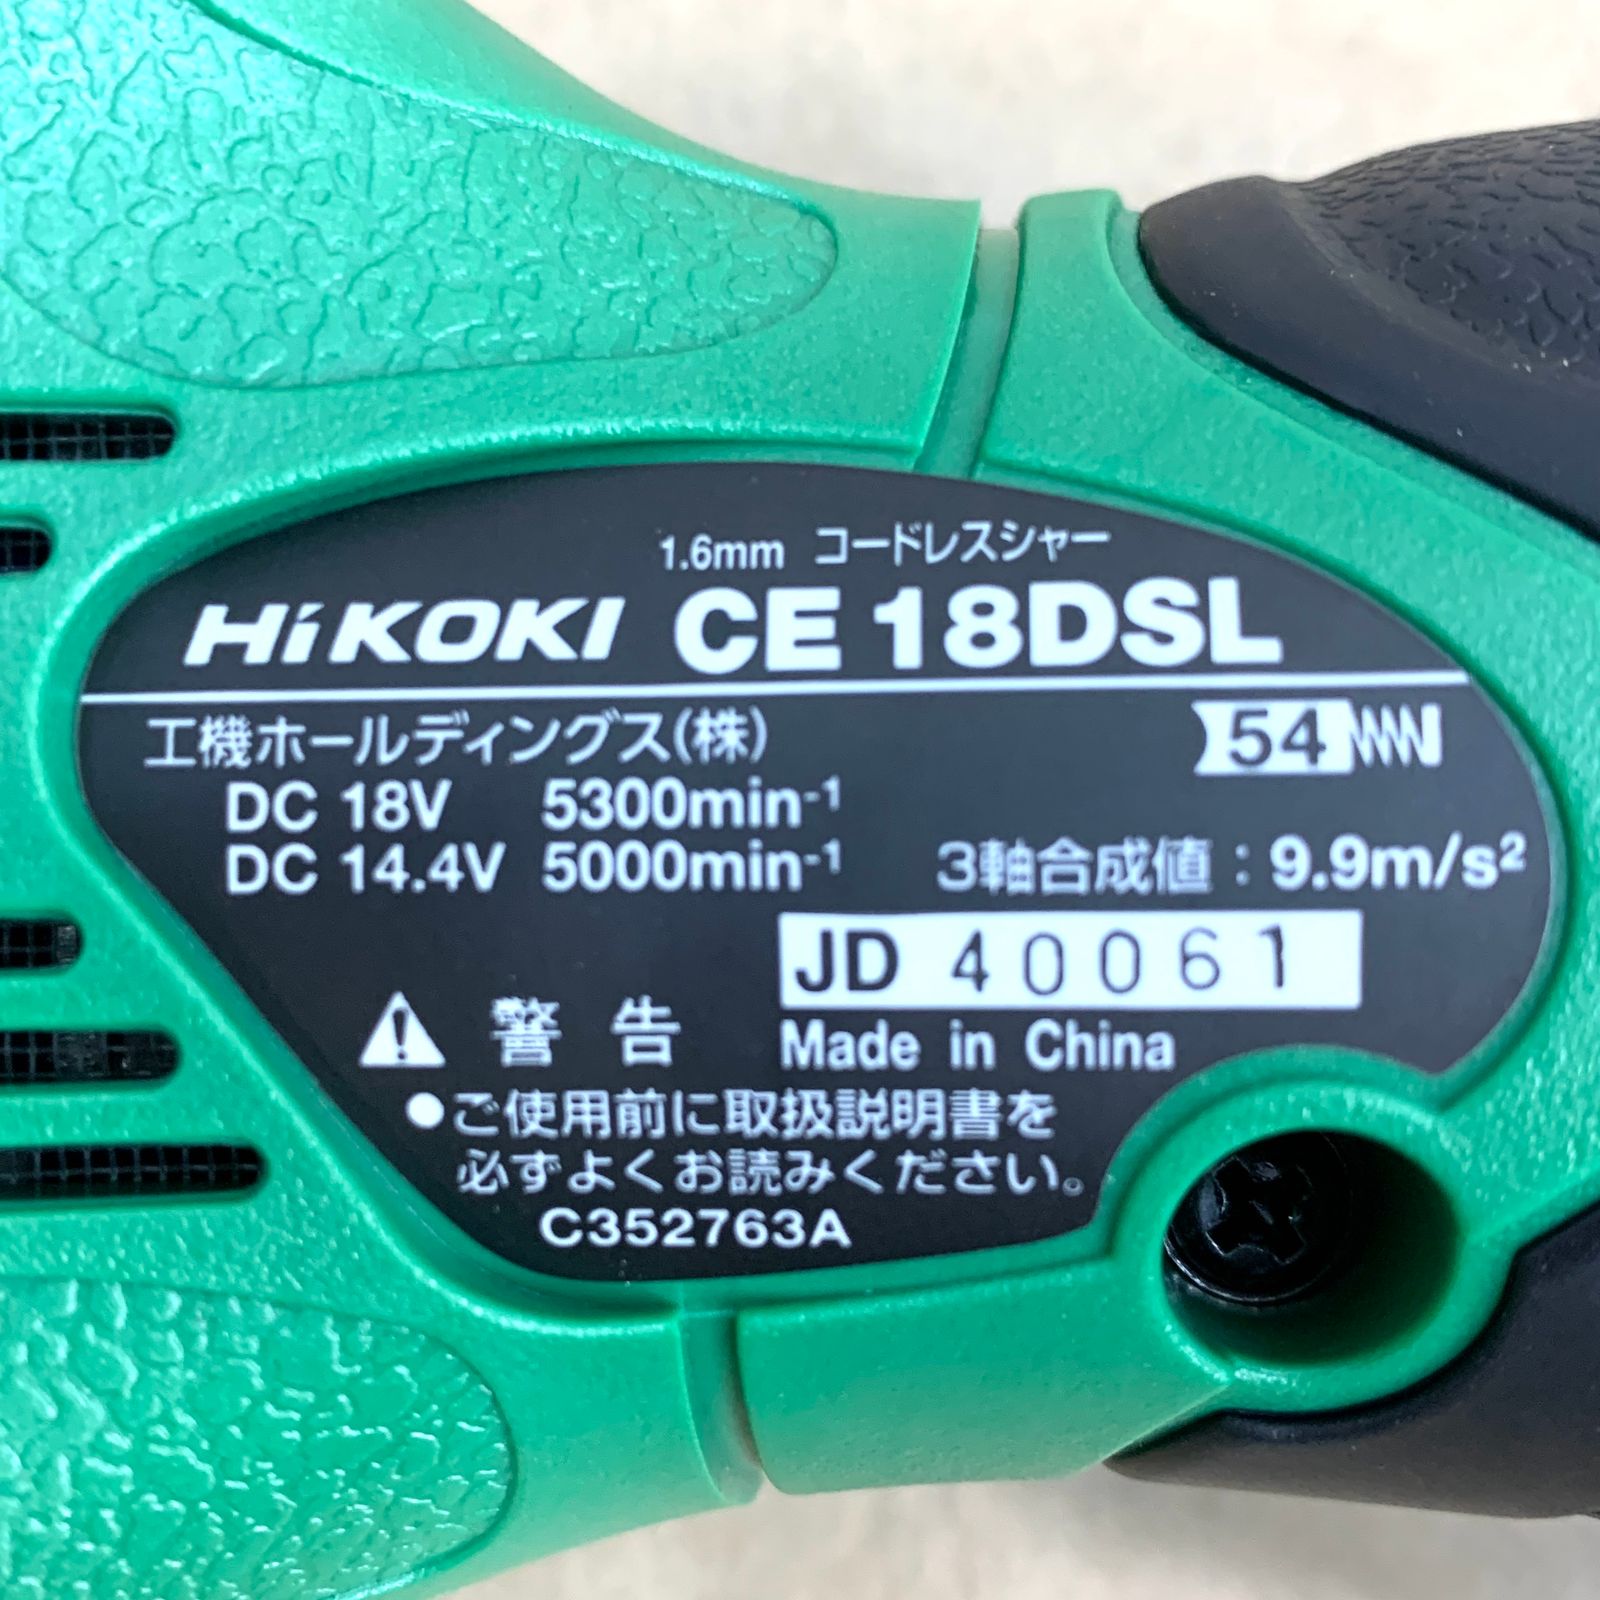 1.6mm コードレスシャー
HiKOKI CE 18DSL
工機ホールディングス(株)
54
DC 18V 5300min⁻¹
DC 14.4V 5000min⁻¹ 3軸合成値：9.9m/s²
JD 40061
警告 Made in China
●ご使用前に取扱説明書を
必ずよくお読みください。
C352763A